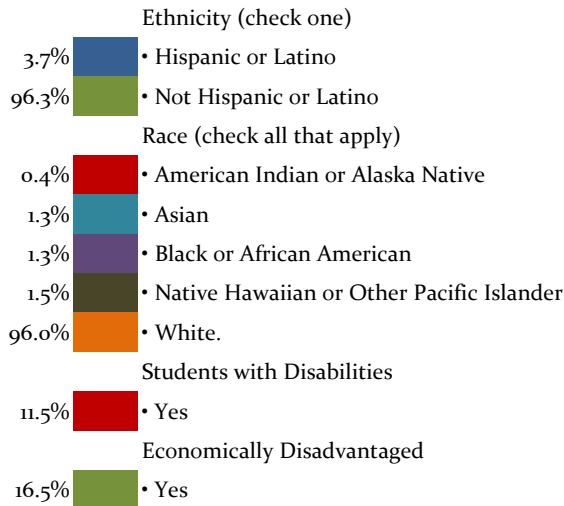 Ethnicity (check one)
3.7% • Hispanic or Latino
96.3% • Not Hispanic or Latino
Race (check all that apply)
0.4% • American Indian or Alaska Native
1.3% • Asian
1.3% • Black or African American
1.5% • Native Hawaiian or Other Pacific Islander
96.0% • White.
Students with Disabilities
11.5% • Yes
Economically Disadvantaged
16.5% • Yes